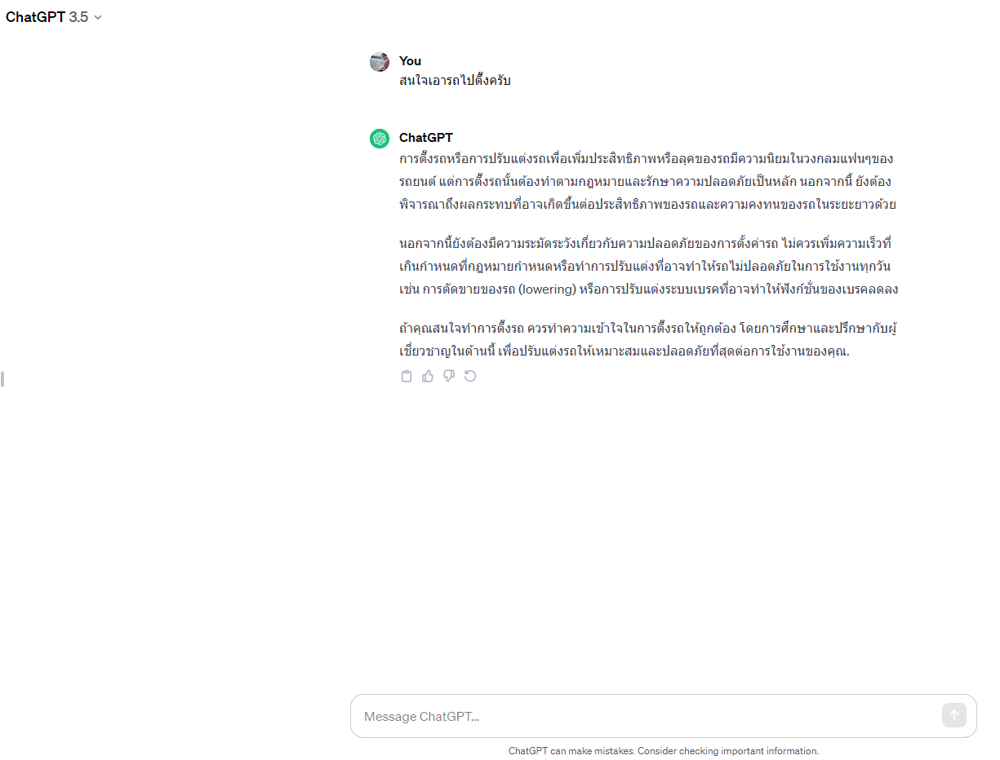 ChatGPT 3.5
You
สนใจเอารถไปตึ๊งครับ
ChatGPT
การตึ๊งรถหรือการปรับแต่งรถเพื่อเพิ่มประสิทธิภาพหรือลุคของรถมีความนิยมในวงกลมแฟนๆของ
รถยนต์ แต่การตึ๊งรถนั้นต้องทำตามกฎหมายและรักษาความปลอดภัยเป็นหลัก นอกจากนี้ ยังต้อง
พิจารณาถึงผลกระทบที่อาจเกิดขึ้นต่อประสิทธิภาพของรถและความคงทนของรถในระยะยาวด้วย
นอกจากนี้ยังต้องมีความระมัดระวังเกี่ยวกับความปลอดภัยของการตั้งค่ารถ ไม่ควรเพิ่มความเร็วที่
เกินกำหนดที่กฎหมายกำหนดหรือทำการปรับแต่งที่อาจทำให้รถไม่ปลอดภัยในการใช้งานทุกวัน
เช่น การตัดขายของรถ (lowering) หรือการปรับแต่งระบบเบรคที่อาจทำให้ฟังก์ชั่นของเบรคลดลง
ถ้าคุณสนใจทำการตึ๊งรถ ควรทำความเข้าใจในการตึ๊งรถให้ถูกต้อง โดยการศึกษาและปรึกษากับผู้
เชี่ยวชาญในด้านนี้ เพื่อปรับแต่งรถให้เหมาะสมและปลอดภัยที่สุดต่อการใช้งานของคุณ.
Message ChatGPT...
ChatGPT can make mistakes. Consider checking important information.